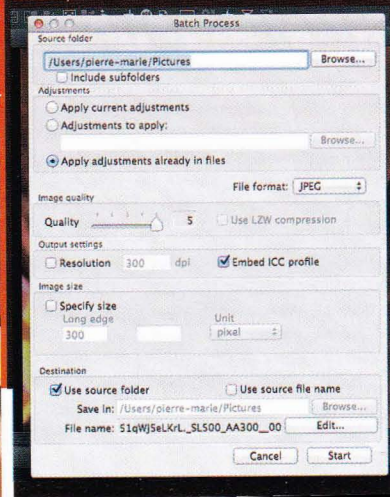 Batch Process
Source folder
/Users/pierre-marie/Pictures Browse...
Include subfolders
Adjustments
Apply current adjustments
Adjustments to apply:
Browse...
Apply adjustments already in files
File format: JPEG
Image quality
Quality 5 Use LZW compression
Output settings
Resolution 300 dpi Embed ICC profile
Image size
Specify size
Long edge Unit
300 pixel
Destination
Use source folder Use source file name
Save in: /Users/pierre-marie/Pictures Browse...
File name: 51qWj5eLKrL._SL500_AA300__00 Edit...
Cancel Start